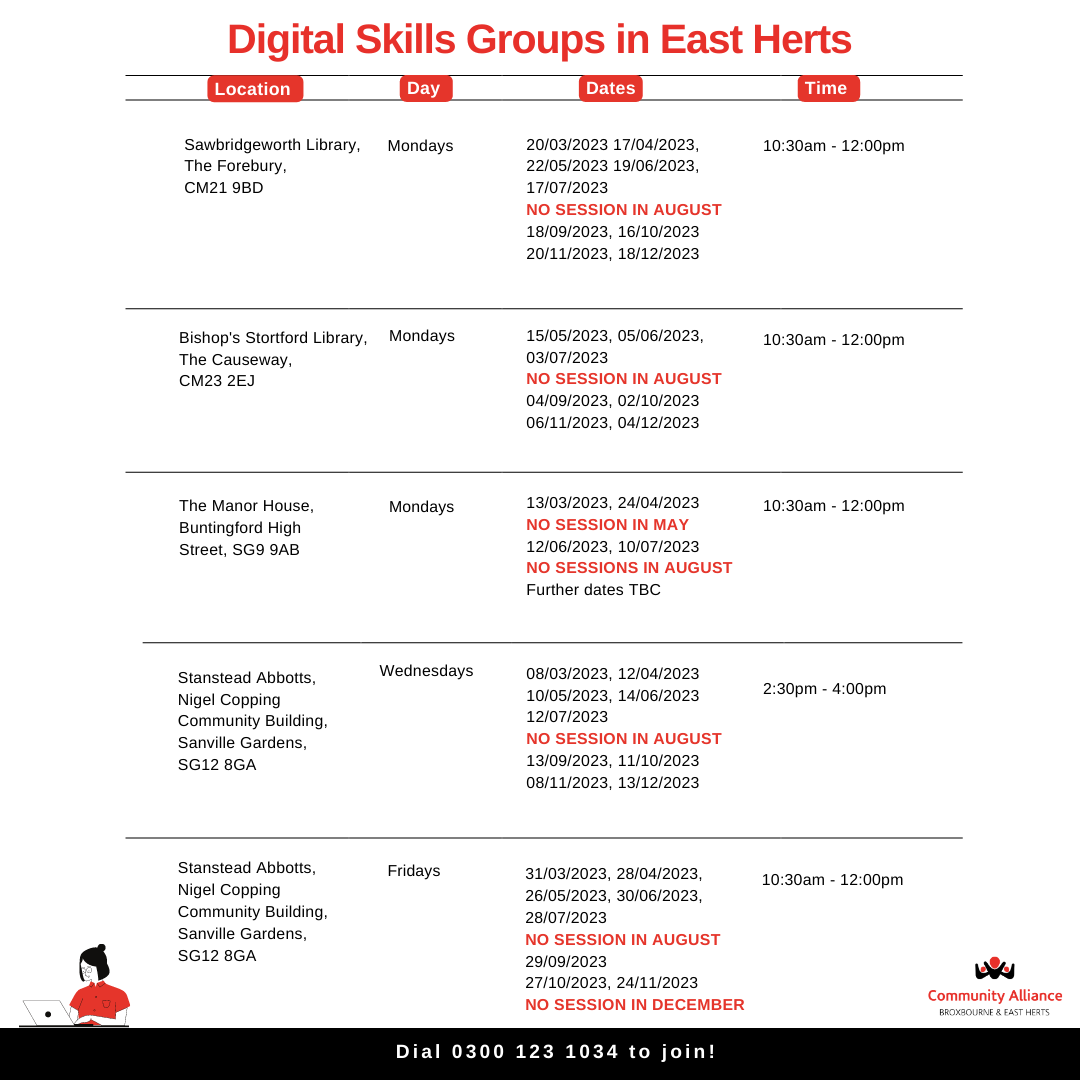 Digital Skills Groups in East Herts
Location Day Dates Time
Sawbridgeworth Library,
The Forebury,
CM21 9BD
Mondays
20/03/2023 17/04/2023,
22/05/2023 19/06/2023,
17/07/2023
NO SESSION IN AUGUST
18/09/2023, 16/10/2023
20/11/2023, 18/12/2023
10:30am - 12:00pm
Bishop's Stortford Library,
The Causeway,
CM23 2EJ
Mondays
15/05/2023, 05/06/2023,
03/07/2023
NO SESSION IN AUGUST
04/09/2023, 02/10/2023
06/11/2023, 04/12/2023
10:30am - 12:00pm
The Manor House,
Buntingford High
Street, SG9 9AB
Mondays
13/03/2023, 24/04/2023
NO SESSION IN MAY
12/06/2023, 10/07/2023
NO SESSIONS IN AUGUST
Further dates TBC
10:30am - 12:00pm
Stanstead Abbotts,
Nigel Copping
Community Building,
Sanville Gardens,
SG12 8GA
Wednesdays
08/03/2023, 12/04/2023
10/05/2023, 14/06/2023
12/07/2023
NO SESSION IN AUGUST
13/09/2023, 11/10/2023
08/11/2023, 13/12/2023
2:30pm - 4:00pm
Stanstead Abbotts,
Nigel Copping
Community Building,
Sanville Gardens,
SG12 8GA
Fridays
31/03/2023, 28/04/2023,
26/05/2023, 30/06/2023,
28/07/2023
NO SESSION IN AUGUST
29/09/2023
27/10/2023, 24/11/2023
NO SESSION IN DECEMBER
10:30am - 12:00pm
Community Alliance
BROXBOURNE & EAST HERTS
Dial 0300 123 1034 to join!